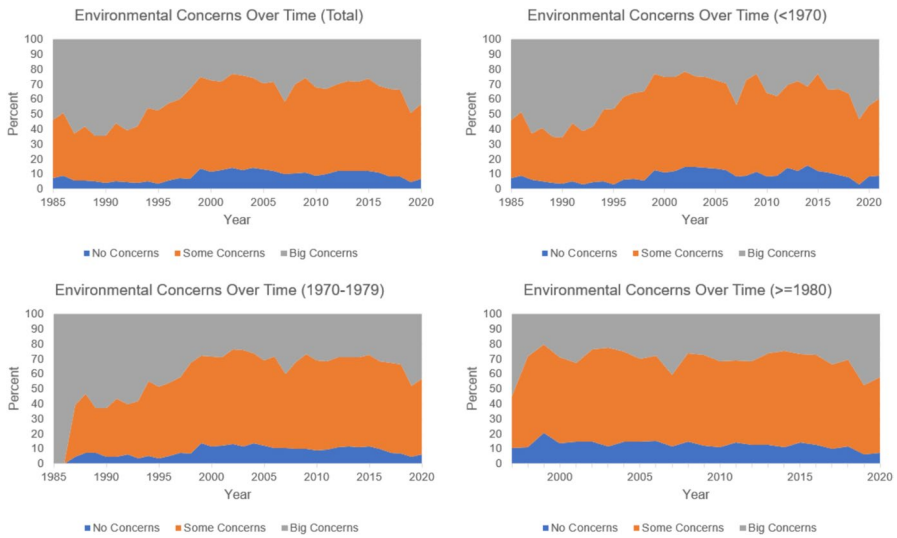 Environmental Concerns Over Time (Total)
100
90
80
70
60
50
40
30
20
10
0
Percent
1985 1990 1995 2000 2005 2010 2015 2020
Year
No Concerns Some Concerns Big Concerns
Environmental Concerns Over Time (<1970)
100
90
80
70
60
50
40
30
20
10
0
Percent
1985 1990 1995 2000 2005 2010 2015 2020
Year
No Concerns Some Concerns Big Concerns
Environmental Concerns Over Time (1970-1979)
100
90
80
70
60
50
40
30
20
10
0
Percent
1985 1990 1995 2000 2005 2010 2015 2020
Year
No Concerns Some Concerns Big Concerns
Environmental Concerns Over Time (>=1980)
100
90
80
70
60
50
40
30
20
10
0
Percent
2000 2005 2010 2015 2020
Year
No Concerns Some Concerns Big Concerns